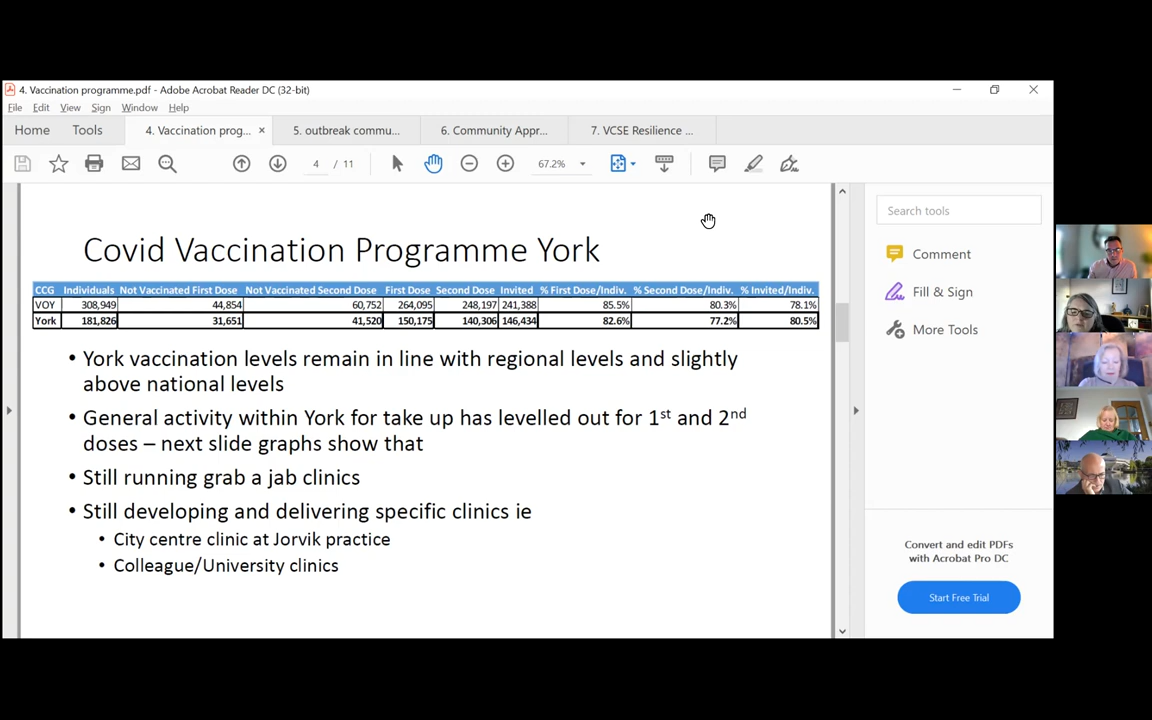 4. Vaccination programme.pdf - Adobe Acrobat Reader DC (32-bit)
File Edit View Sign Window Help
Home Tools 4. Vaccination prog... × 5. outbreak commu... 6. Community Appr... 7. VCSE Resilience ...
4 / 11 67.2%
Search tools
Comment
Fill & Sign
More Tools
Covid Vaccination Programme York
CCG Individuals Not Vaccinated First Dose Not Vaccinated Second Dose First Dose Second Dose Invited % First Dose/Indiv. % Second Dose/Indiv. % Invited/Indiv.
VOY 308,949 44,854 60,752 264,095 248,197 241,388 85.5% 80.3% 78.1%
York 181,826 31,651 41,520 150,175 140,306 146,434 82.6% 77.2% 80.5%
• York vaccination levels remain in line with regional levels and slightly
above national levels
• General activity within York for take up has levelled out for 1st and 2nd
doses – next slide graphs show that
• Still running grab a jab clinics
• Still developing and delivering specific clinics ie
• City centre clinic at Jorvik practice
• Colleague/University clinics
Convert and edit PDFs
with Acrobat Pro DC
Start Free Trial